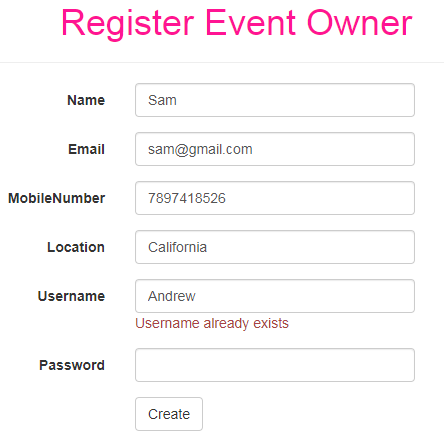 Register Event Owner
Name Sam
Email sam@gmail.com
MobileNumber 7897418526
Location California
Username Andrew
Username already exists
Password
Create